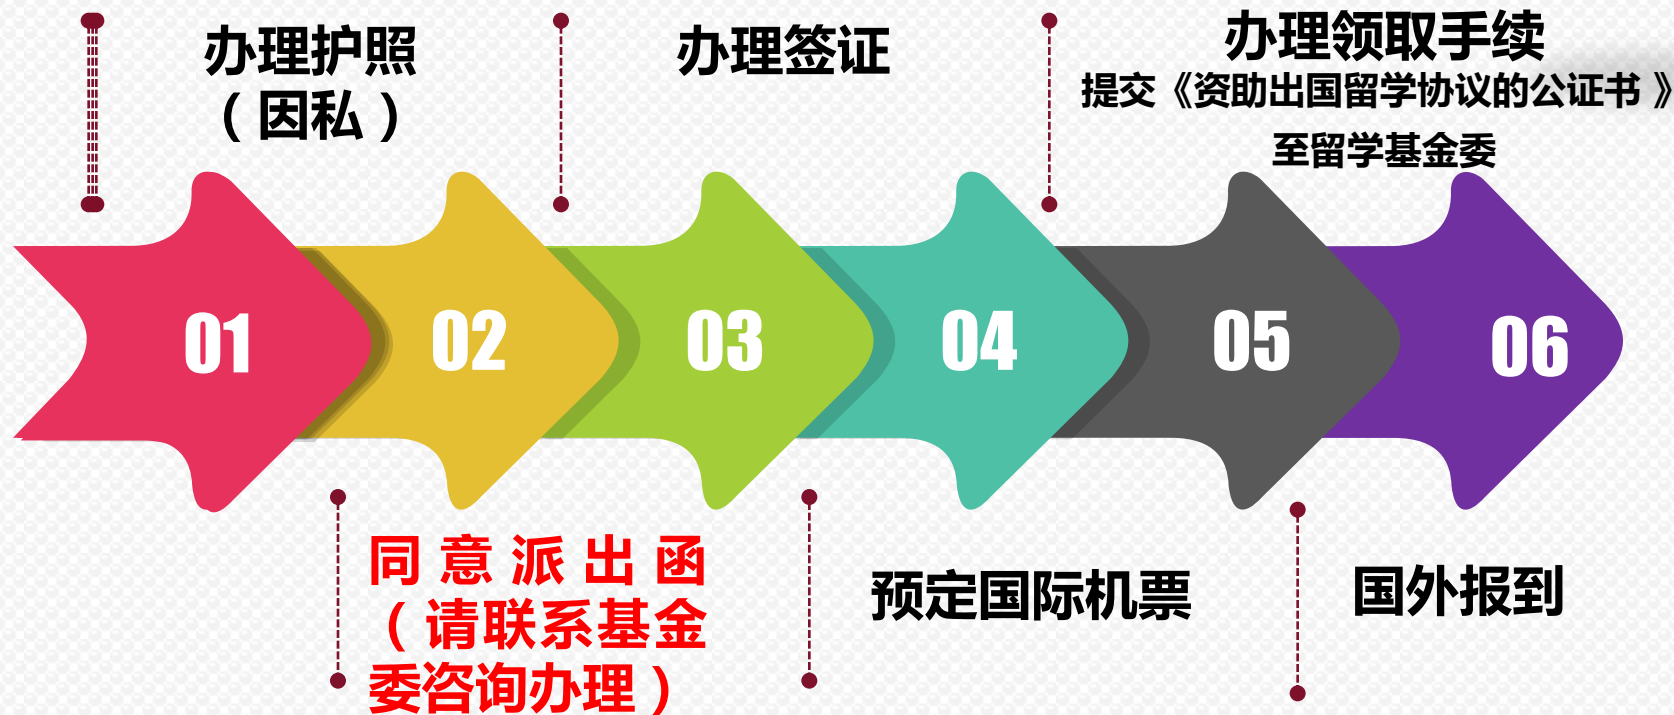 办理护照
（因私）
办理签证
办理领取手续
提交《资助出国留学协议的公证书 》
至留学基金委
01
02
03
04
05
06
同 意 派 出 函
（请联系基金
委咨询办理）
预定国际机票
国外报到